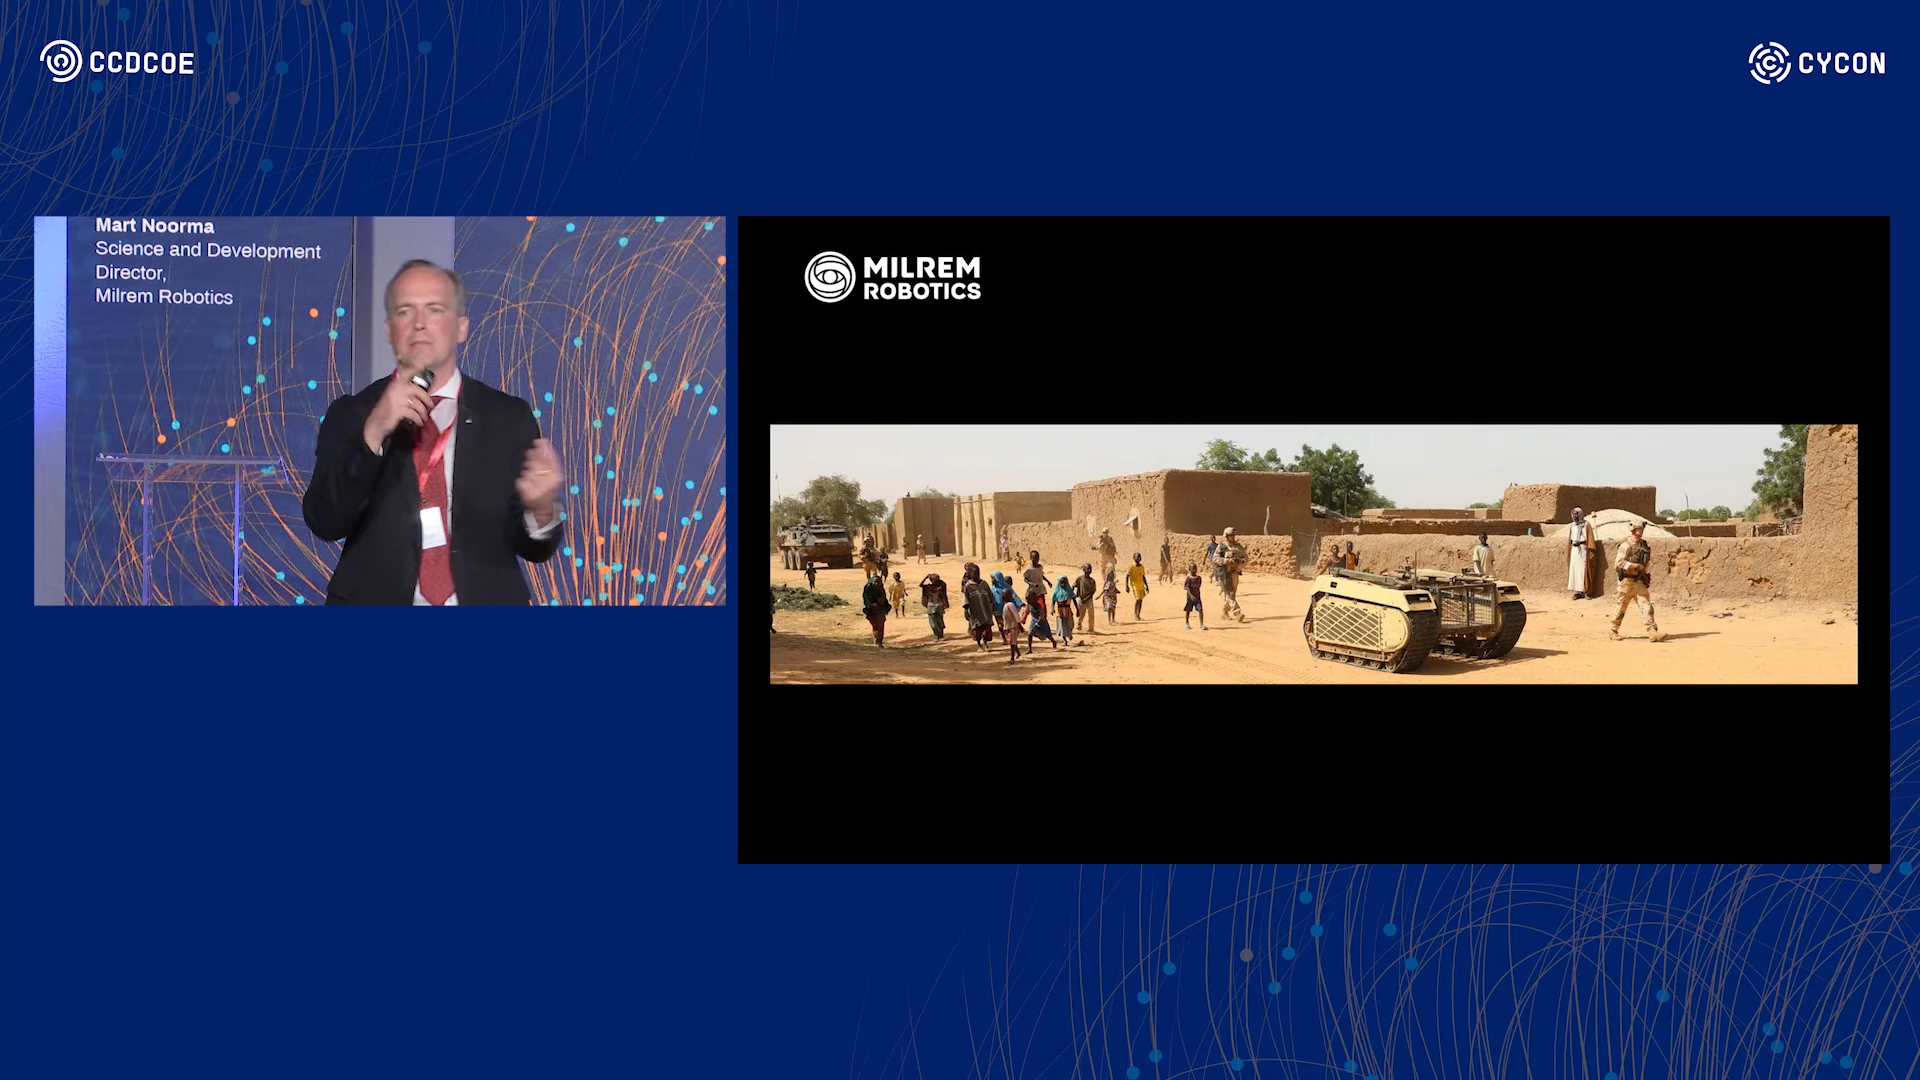 CCDCOE
CYCON
Mart Noorma
Science and Development
Director,
Milrem Robotics
MILREM
ROBOTICS